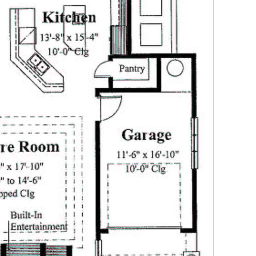 Kitchen
13'-8" x 15'-4"
10'-0" Clg
Pantry
Garage
11'-6" x 16'-10"
10'-0" Clg
re Room
" x 17'-10"
" to 14'-6"
pped Clg
Built-In
Entertainment